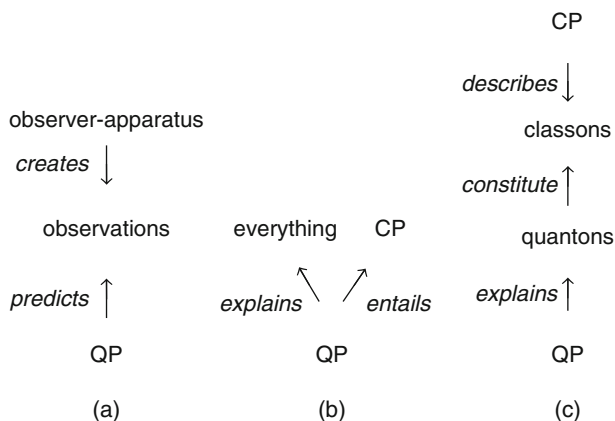 CP
describes
classons
constitute
quantons
explains
QP
(c)
observer-apparatus
creates
observations
predicts
QP
(a)
everything CP
explains entails
QP
(b)